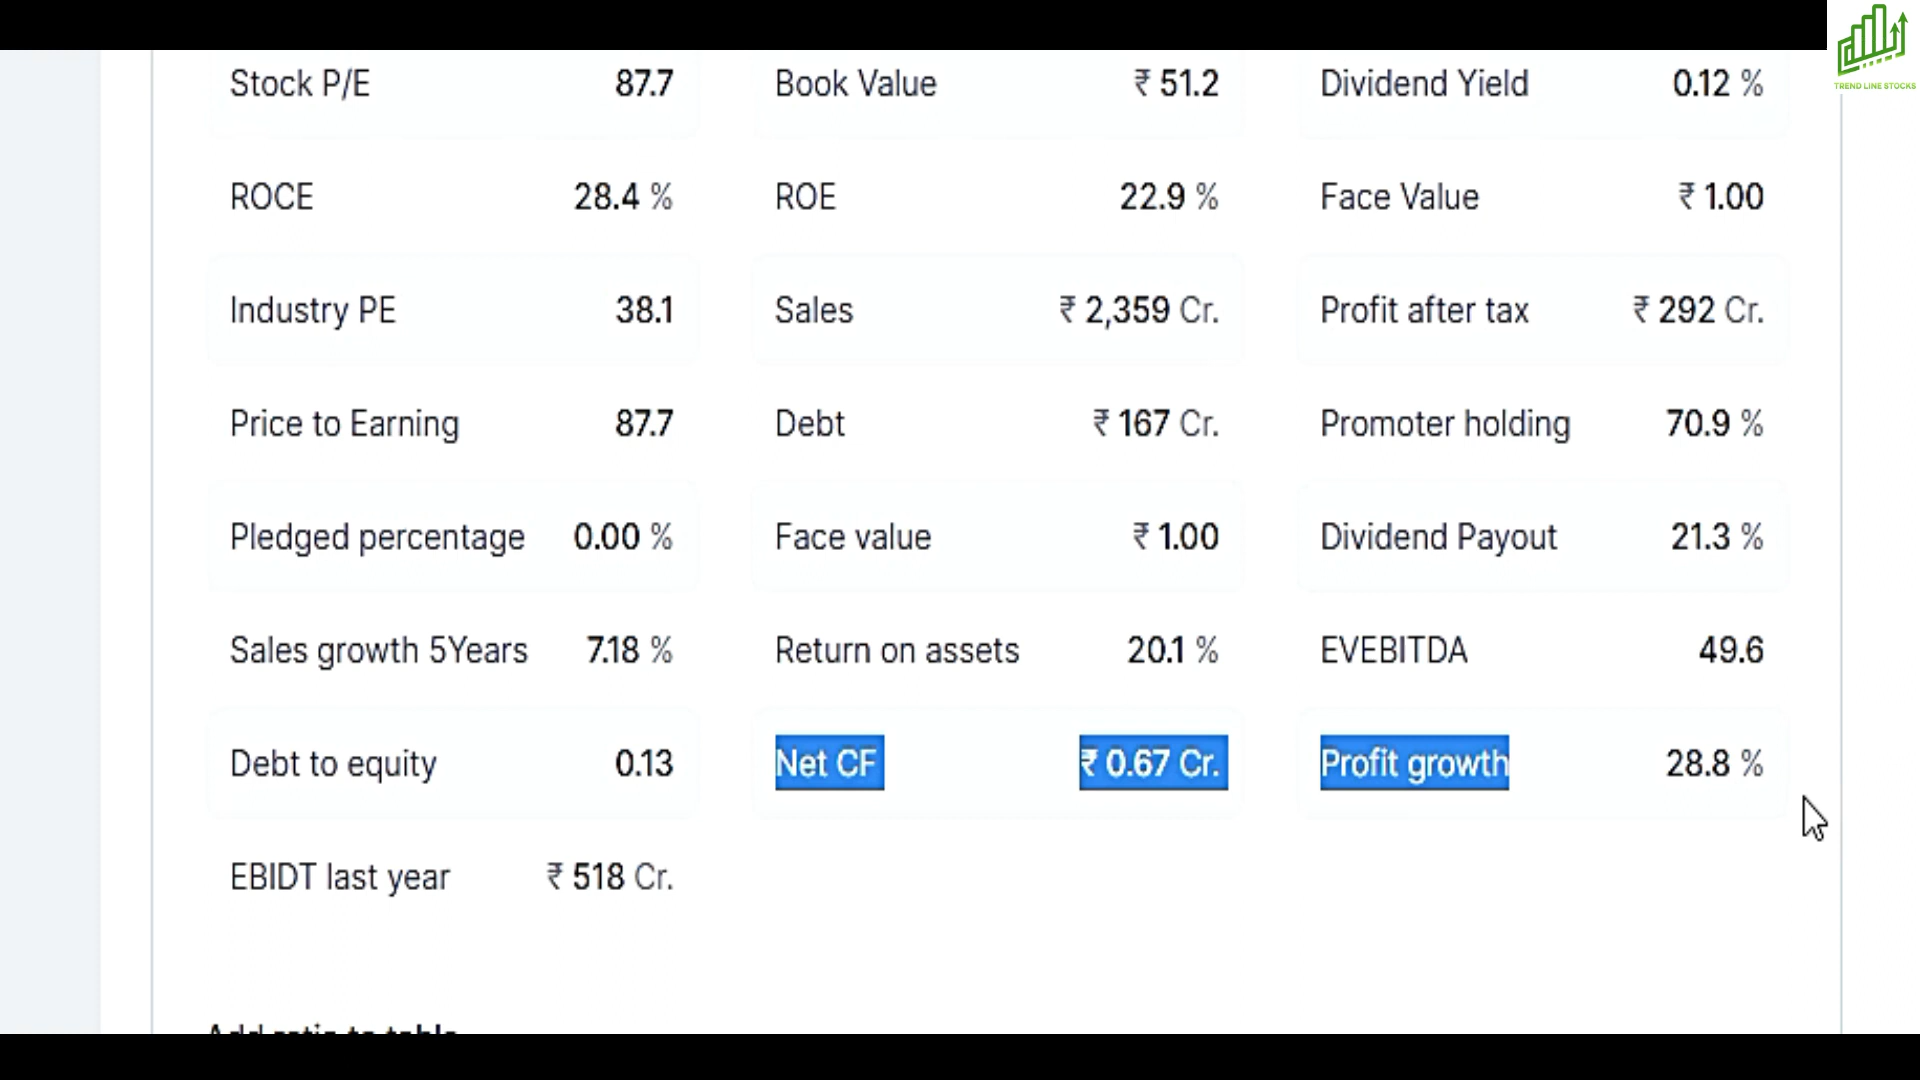 TREND LINE STOCKS
Stock P/E 87.7 Book Value ₹ 51.2 Dividend Yield 0.12 %
ROCE 28.4 % ROE 22.9 % Face Value ₹ 1.00
Industry PE 38.1 Sales ₹ 2,359 Cr. Profit after tax ₹ 292 Cr.
Price to Earning 87.7 Debt ₹ 167 Cr. Promoter holding 70.9 %
Pledged percentage 0.00 % Face value ₹ 1.00 Dividend Payout 21.3 %
Sales growth 5Years 7.18 % Return on assets 20.1 % EVEBITDA 49.6
Debt to equity 0.13 Net CF ₹ 0.67 Cr. Profit growth 28.8 %
EBIDT last year ₹ 518 Cr.
Add ratio to table